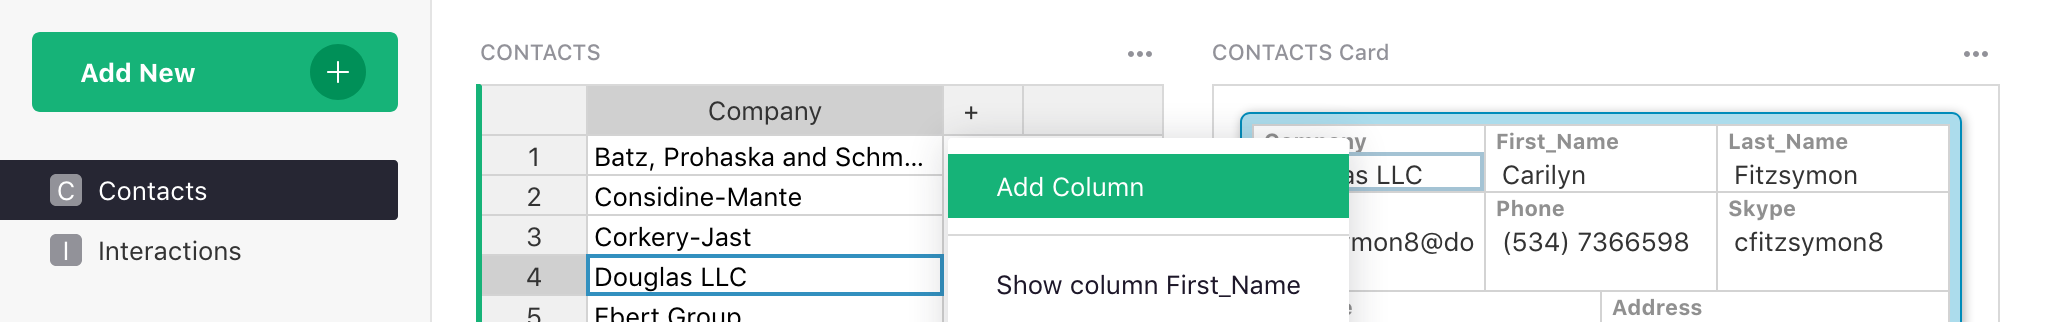 Add New
C Contacts
I Interactions
CONTACTS
Company +
1 Batz, Prohaska and Schm...
2 Considine-Mante
3 Corkery-Jast
4 Douglas LLC
5 Ebert Group
Add Column
Show column First_Name
CONTACTS Card
First_Name Last_Name
LLC Carilyn Fitzsymon
Phone Skype
(534) 7366598 cfitzsymon8
Address